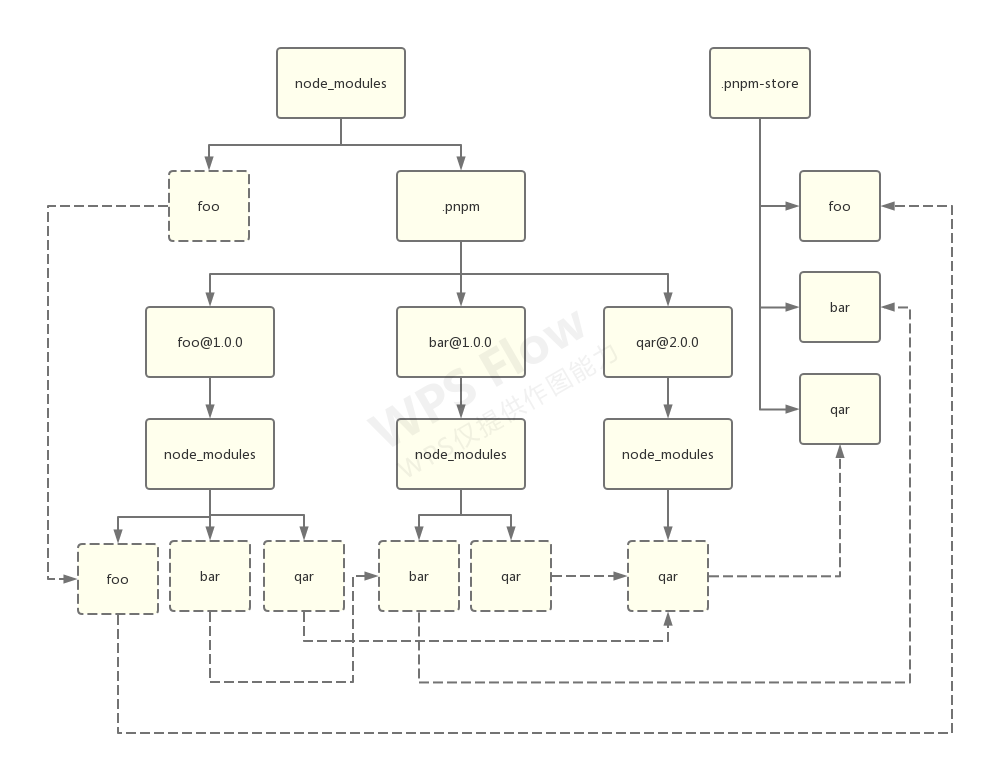 node_modules
.pnpm-store
foo
.pnpm
foo
bar
foo@1.0.0
bar@1.0.0
qar@2.0.0
WPS Flow
WPS仅提供作图能力
qar
node_modules
node_modules
node_modules
foo
bar
qar
bar
qar
qar